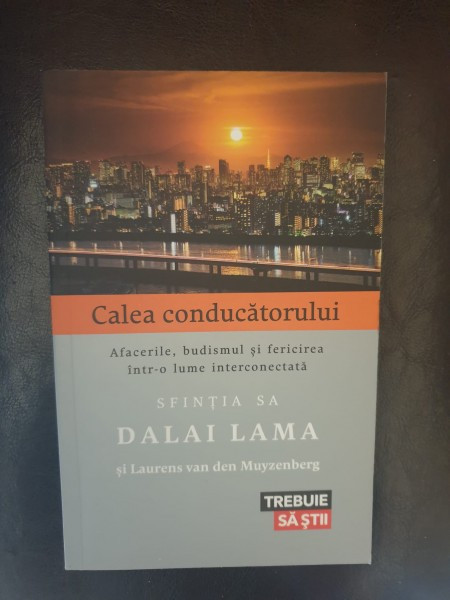 Calea conducătorului
Afacerile, budismul și fericirea
într-o lume interconectată
SFINȚIA SA
DALAI LAMA
și Laurens van den Muyzenberg
TREBUIE
SĂ ȘTII